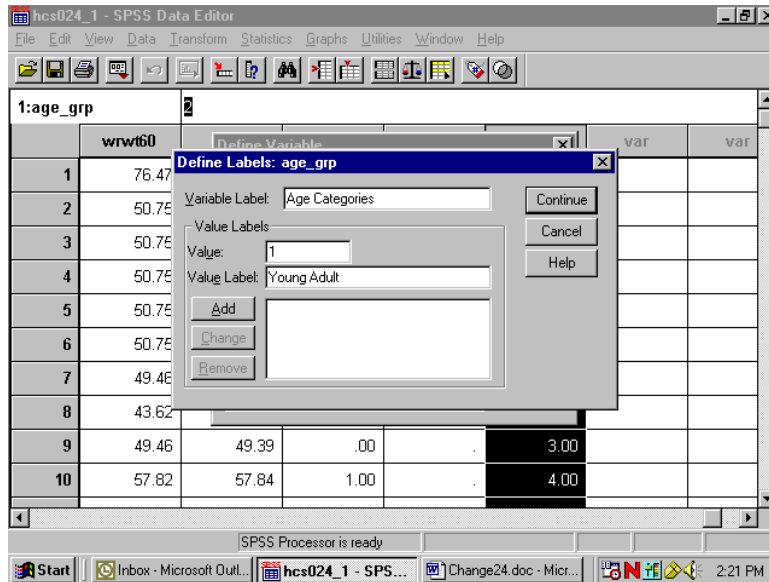 hcs024_1 - SPSS Data Editor
File Edit View Data Transform Statistics Graphs Utilities Window Help
1:age_grp 2
wrwt60 var var
Define Variable
Define Labels: age_grp
Variable Label: Age Categories Continue
Value Labels Cancel
Value: 1 Help
Value Label: Young Adult
Add
Change
Remove
1 76.47
2 50.75
3 50.75
4 50.75
5 50.75
6 50.75
7 49.46
8 43.62
9 49.46 49.39 .00 . 3.00
10 57.82 57.84 1.00 . 4.00
SPSS Processor is ready
Start Inbox - Microsoft Outl... hcs024_1 - SPS... Change24.doc - Micr... 2:21 PM